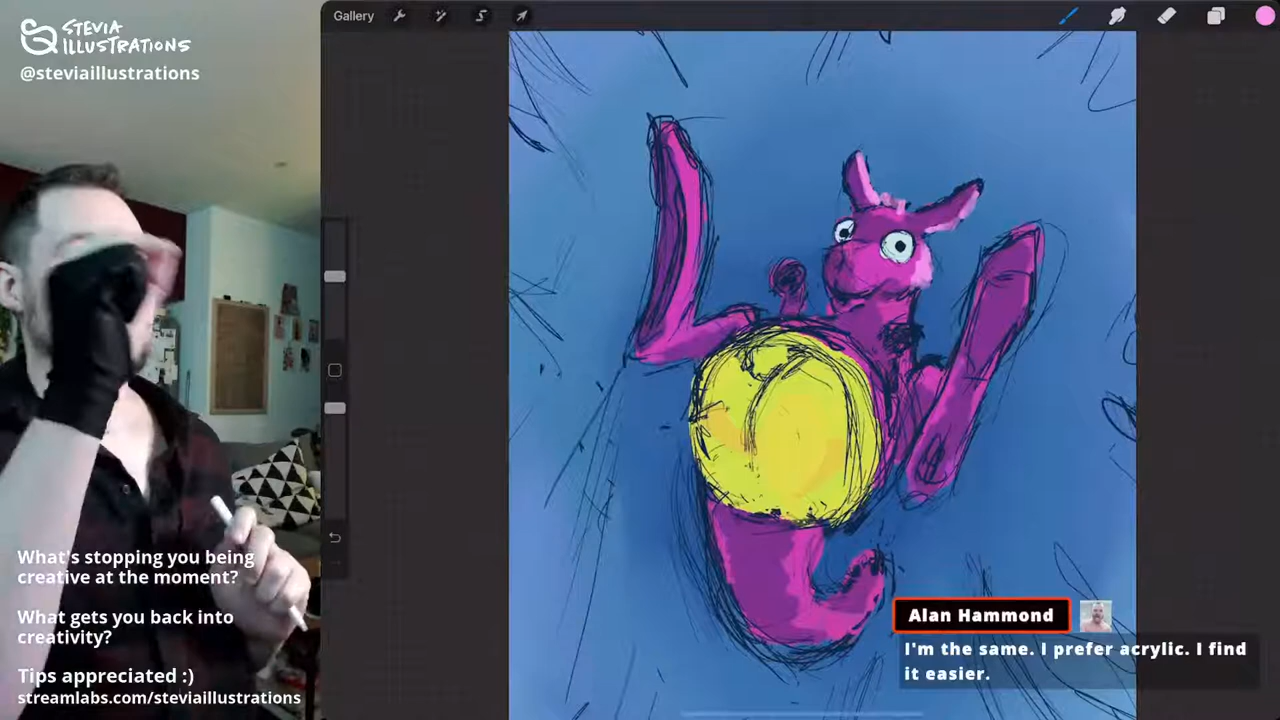 STEVIA
ILLUSTRATIONS
@steviaillustrations
Gallery
What's stopping you being
creative at the moment?
What gets you back into
creativity?
Tips appreciated :)
streamlabs.com/steviaillustrations
Alan Hammond
I'm the same. I prefer acrylic. I find
it easier.